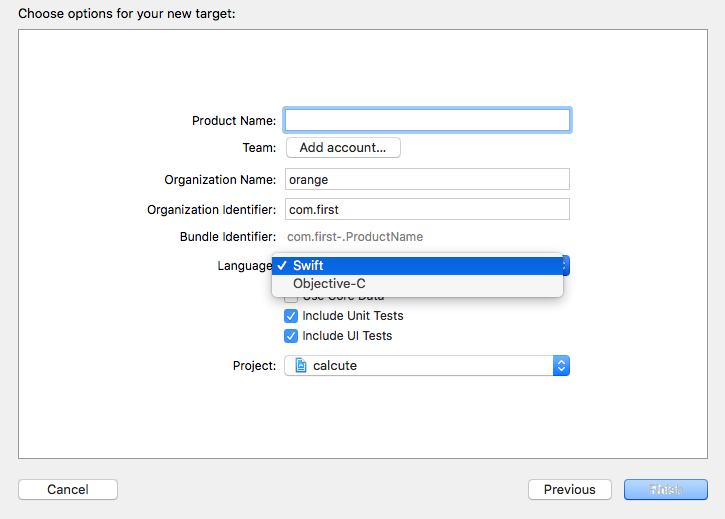 Choose options for your new target:
Product Name:
Team: Add account...
Organization Name: orange
Organization Identifier: com.first
Bundle Identifier: com.first-.ProductName
Language Swift
Objective-C
Use Core Data
Include Unit Tests
Include UI Tests
Project: calcute
Cancel Previous Finish